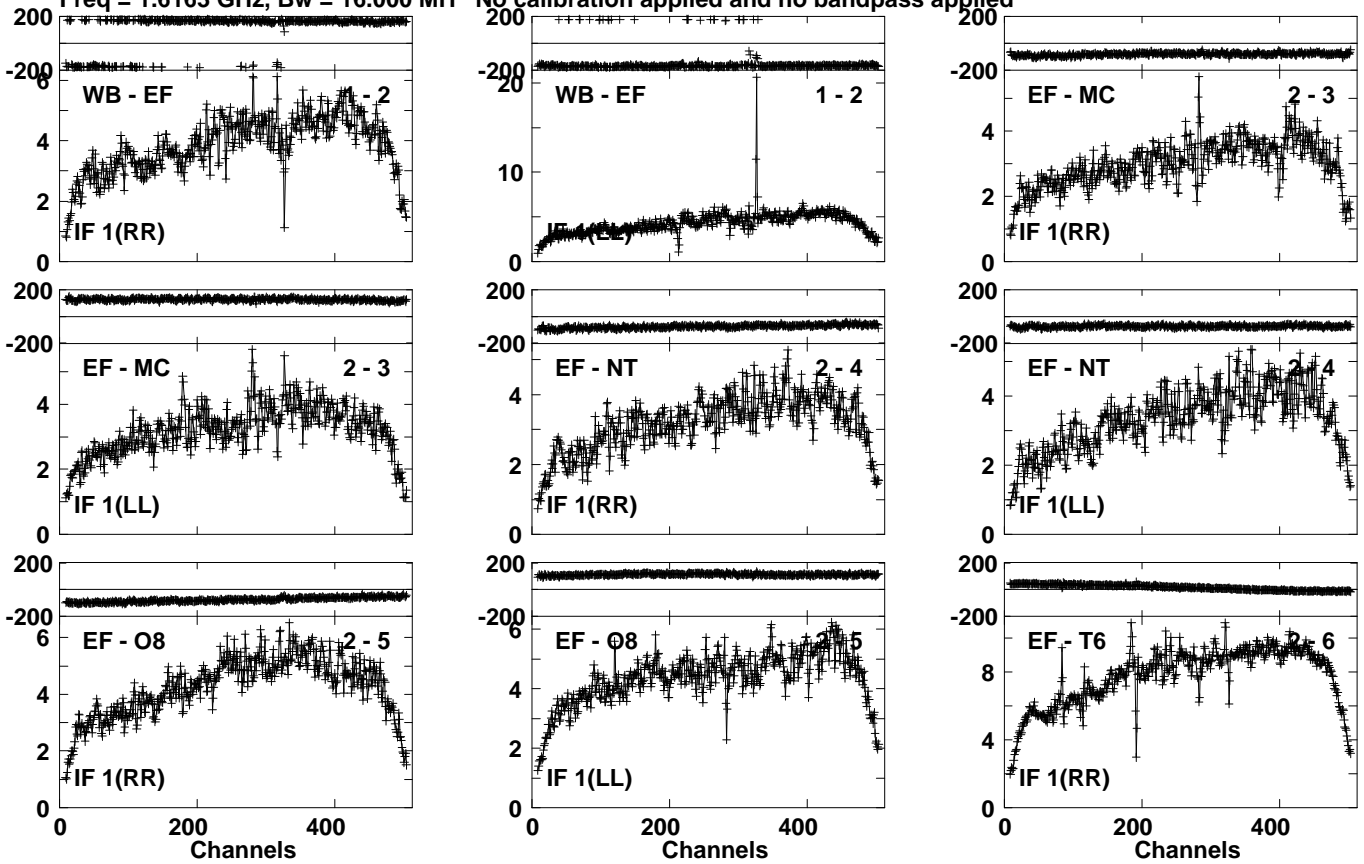 Freq = 1.6163 GHz, Bw = 16.000 MH No calibration applied and no bandpass applied
200
-200
WB - EF 1 - 2
6
4
2
0
IF 1(RR)
WB - EF 1 - 2
200
-200
20
10
0
IF 1(LL)
EF - MC 2 - 3
200
-200
4
2
0
IF 1(RR)
EF - MC 2 - 3
200
-200
4
2
0
IF 1(LL)
EF - NT 2 - 4
200
-200
4
2
0
IF 1(RR)
EF - NT 2 - 4
200
-200
4
2
0
IF 1(LL)
EF - O8 2 - 5
200
-200
6
4
2
0
IF 1(RR)
0 200 400
Channels
EF - O8 2 - 5
200
-200
6
4
2
0
IF 1(LL)
0 200 400
Channels
EF - T6 2 - 6
200
-200
8
4
0
IF 1(RR)
0 200 400
Channels